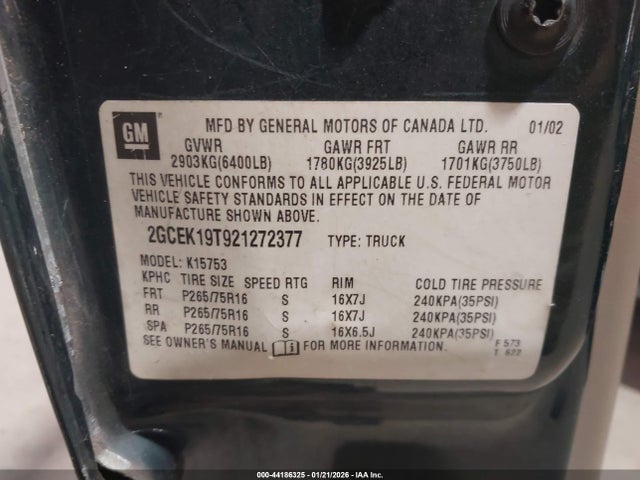 GM
MFD BY GENERAL MOTORS OF CANADA LTD. 01/02
GVWR GAWR FRT GAWR RR
2903KG(6400LB) 1780KG(3925LB) 1701KG(3750LB)
THIS VEHICLE CONFORMS TO ALL APPLICABLE U.S. FEDERAL MOTOR
VEHICLE SAFETY STANDARDS IN EFFECT ON THE DATE OF
MANUFACTURE SHOWN ABOVE.
2GCEK19T921272377 TYPE: TRUCK
MODEL: K15753
KPHC TIRE SIZE SPEED RTG RIM COLD TIRE PRESSURE
FRT P265/75R16 S 16X7J 240KPA(35PSI)
RR P265/75R16 S 16X7J 240KPA(35PSI)
SPA P265/75R16 S 16X6.5J 240KPA(35PSI)
SEE OWNER'S MANUAL FOR MORE INFORMATION.
F 573
T 622
000-44186325 - 01/21/2026 - IAA Inc.